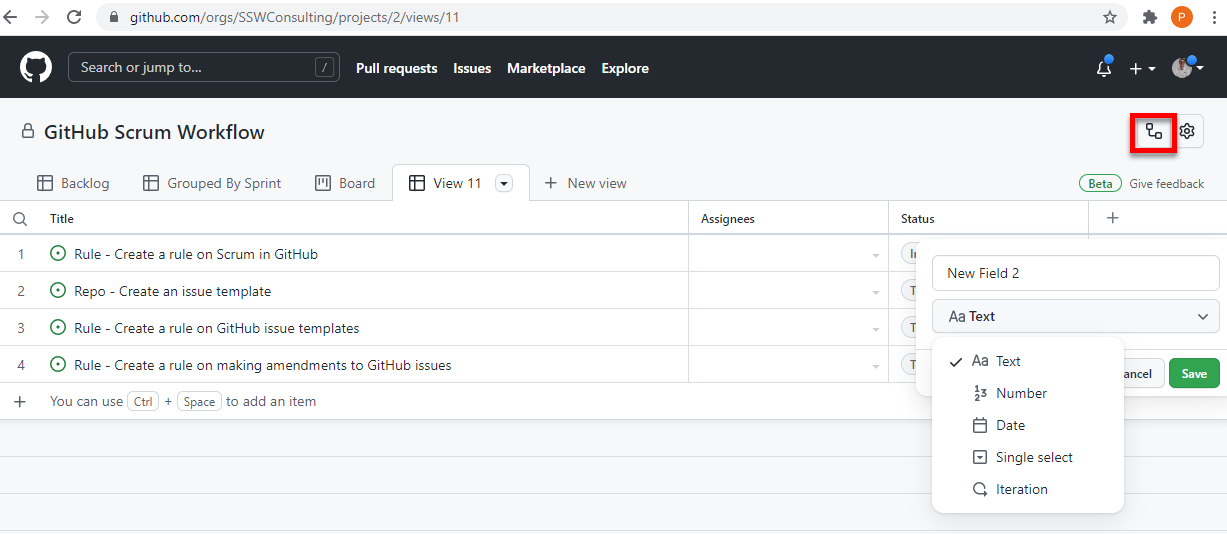 github.com/orgs/SSWConsulting/projects/2/views/11
P
Search or jump to...
/
Pull requests Issues Marketplace Explore
GitHub Scrum Workflow
Backlog Grouped By Sprint Board View 11 New view
Beta Give feedback
Title Assignees Status
1 Rule - Create a rule on Scrum in GitHub In
2 Repo - Create an issue template T
3 Rule - Create a rule on GitHub issue templates T
4 Rule - Create a rule on making amendments to GitHub issues T
You can use Ctrl + Space to add an item
New Field 2
Aa Text
ancel Save
Aa Text
Number
Date
Single select
Iteration